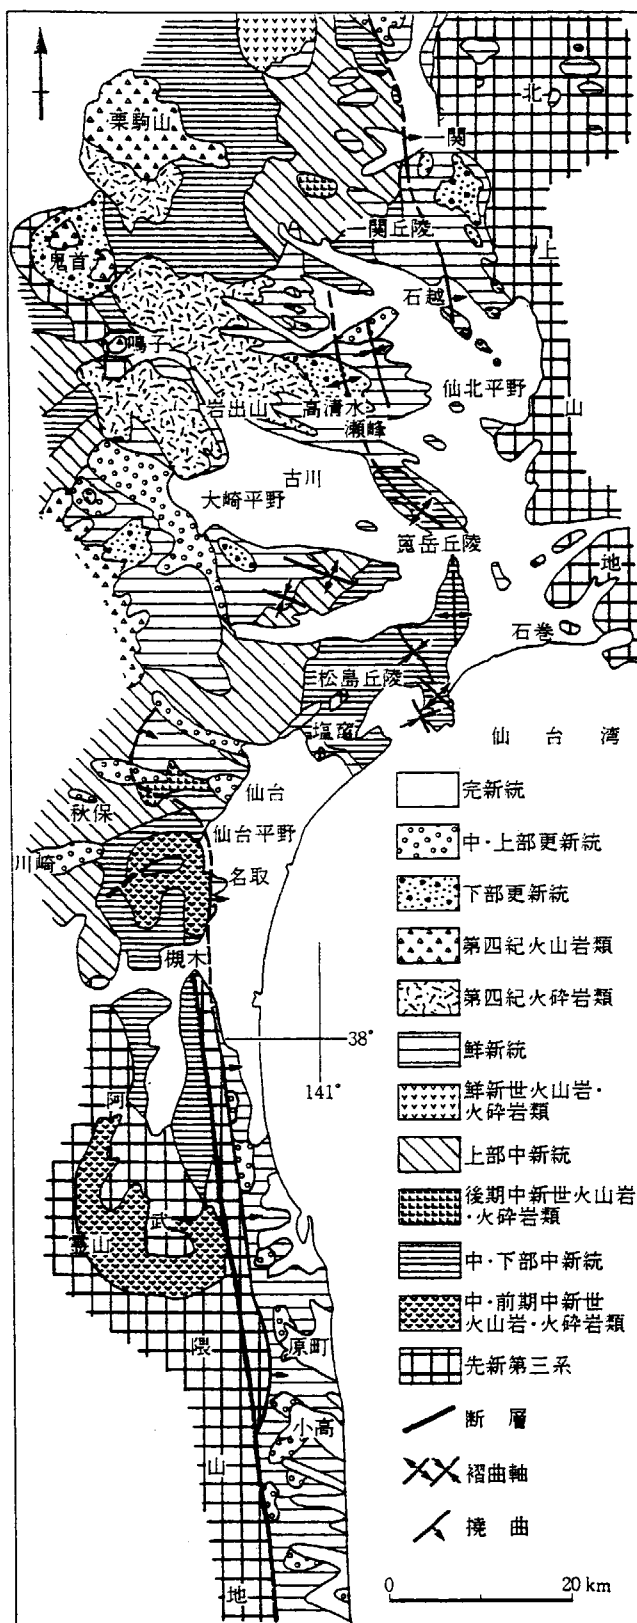 栗駒山
北
一関
一関丘陵
上
鬼首
石越
鳴子
仙北平野
山
岩出山
高清水
瀬峰
古川
大崎平野
箆岳丘陵
地
石巻
松島丘陵
塩竈
仙台湾
仙台
秋保
仙台平野
川崎
名取
槻木
38°
141°
阿
武
霊山
隈
原町
小高
山
地
完新統
中・上部更新統
下部更新統
第四紀火山岩類
第四紀火砕岩類
鮮新統
鮮新世火山岩・
火砕岩類
上部中新統
後期中新世火山岩
・火砕岩類
中・下部中新統
中・前期中新世
火山岩・火砕岩類
先新第三系
断層
褶曲軸
撓曲
0 20 km